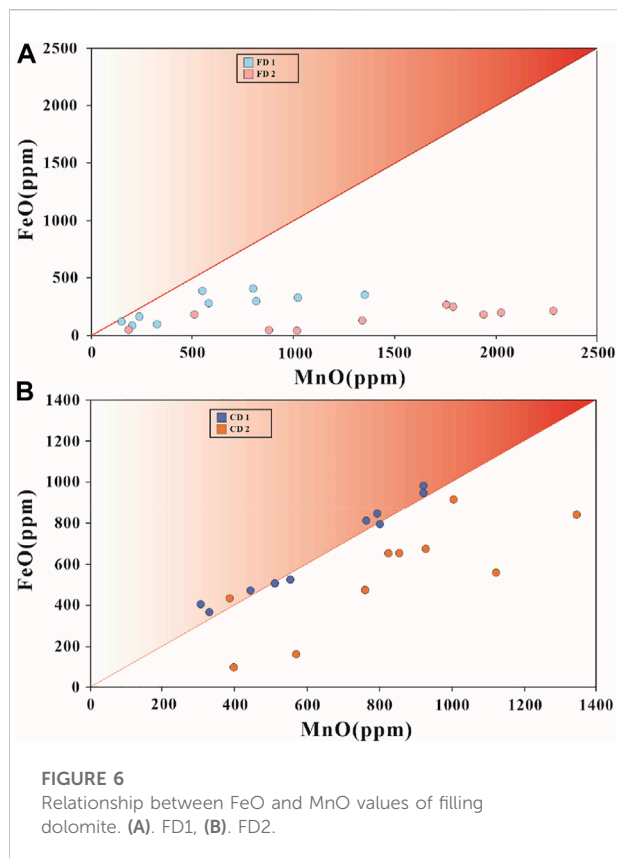 A
2500
FD 1
FD 2
2000
1500
1000
500
0
FeO(ppm)
0 500 1000 1500 2000 2500
MnO(ppm)
B
1400
CD 1
CD 2
1200
1000
800
600
400
200
0
FeO(ppm)
0 200 400 600 800 1000 1200 1400
MnO(ppm)
FIGURE 6
Relationship between FeO and MnO values of filling
dolomite. (A). FD1, (B). FD2.